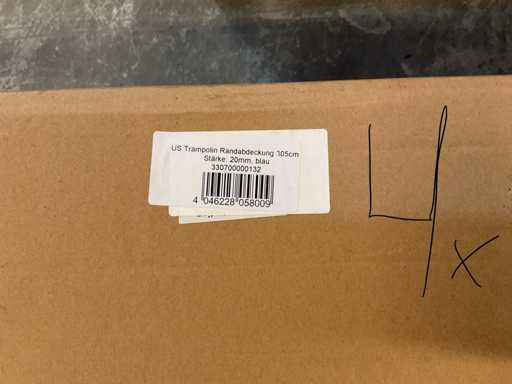 US Trampolin Randabdeckung 305cm
Stärke: 20mm, blau
330700000132
4 046228 058009
4x